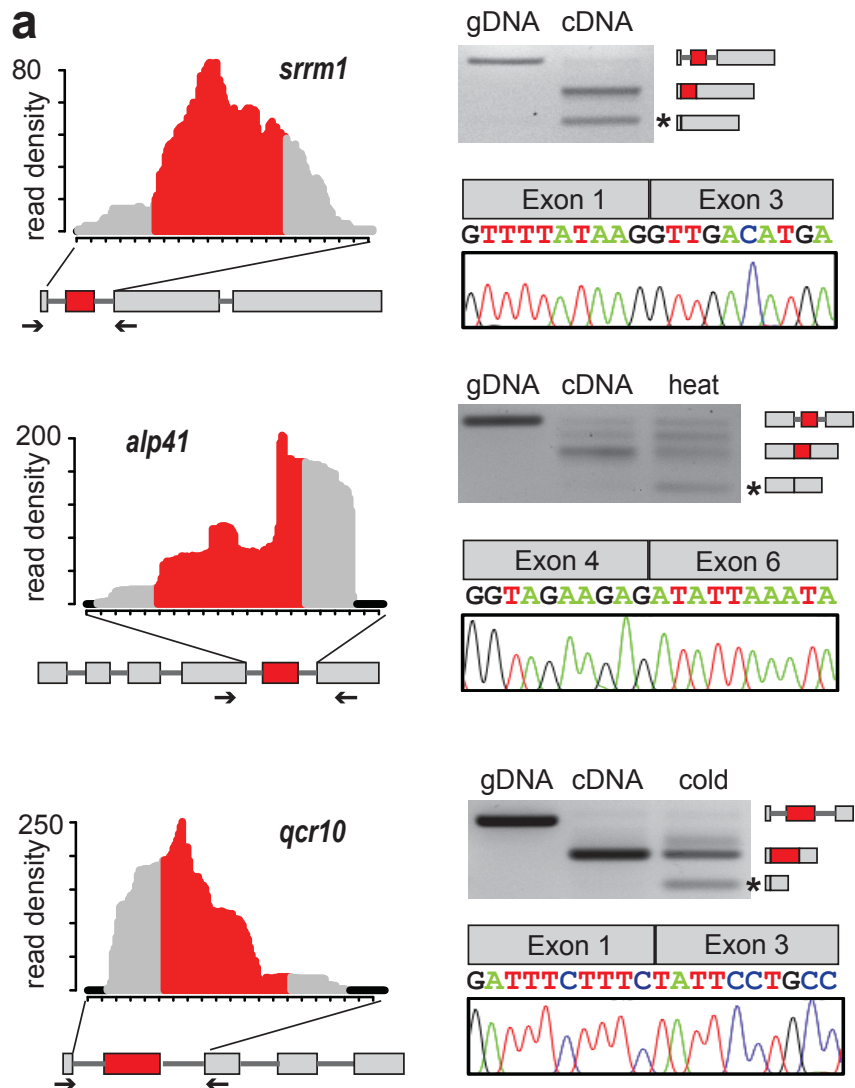 a
srrm1
80
read density
gDNA cDNA
*
Exon 1 Exon 3
GTTTTATAAGGTTGACATGA
alp41
200
read density
gDNA cDNA heat
*
Exon 4 Exon 6
GGTAGAAGAGATATTAAATA
qcr10
250
read density
gDNA cDNA cold
*
Exon 1 Exon 3
GATTTCTTTCTATTCCTGCC